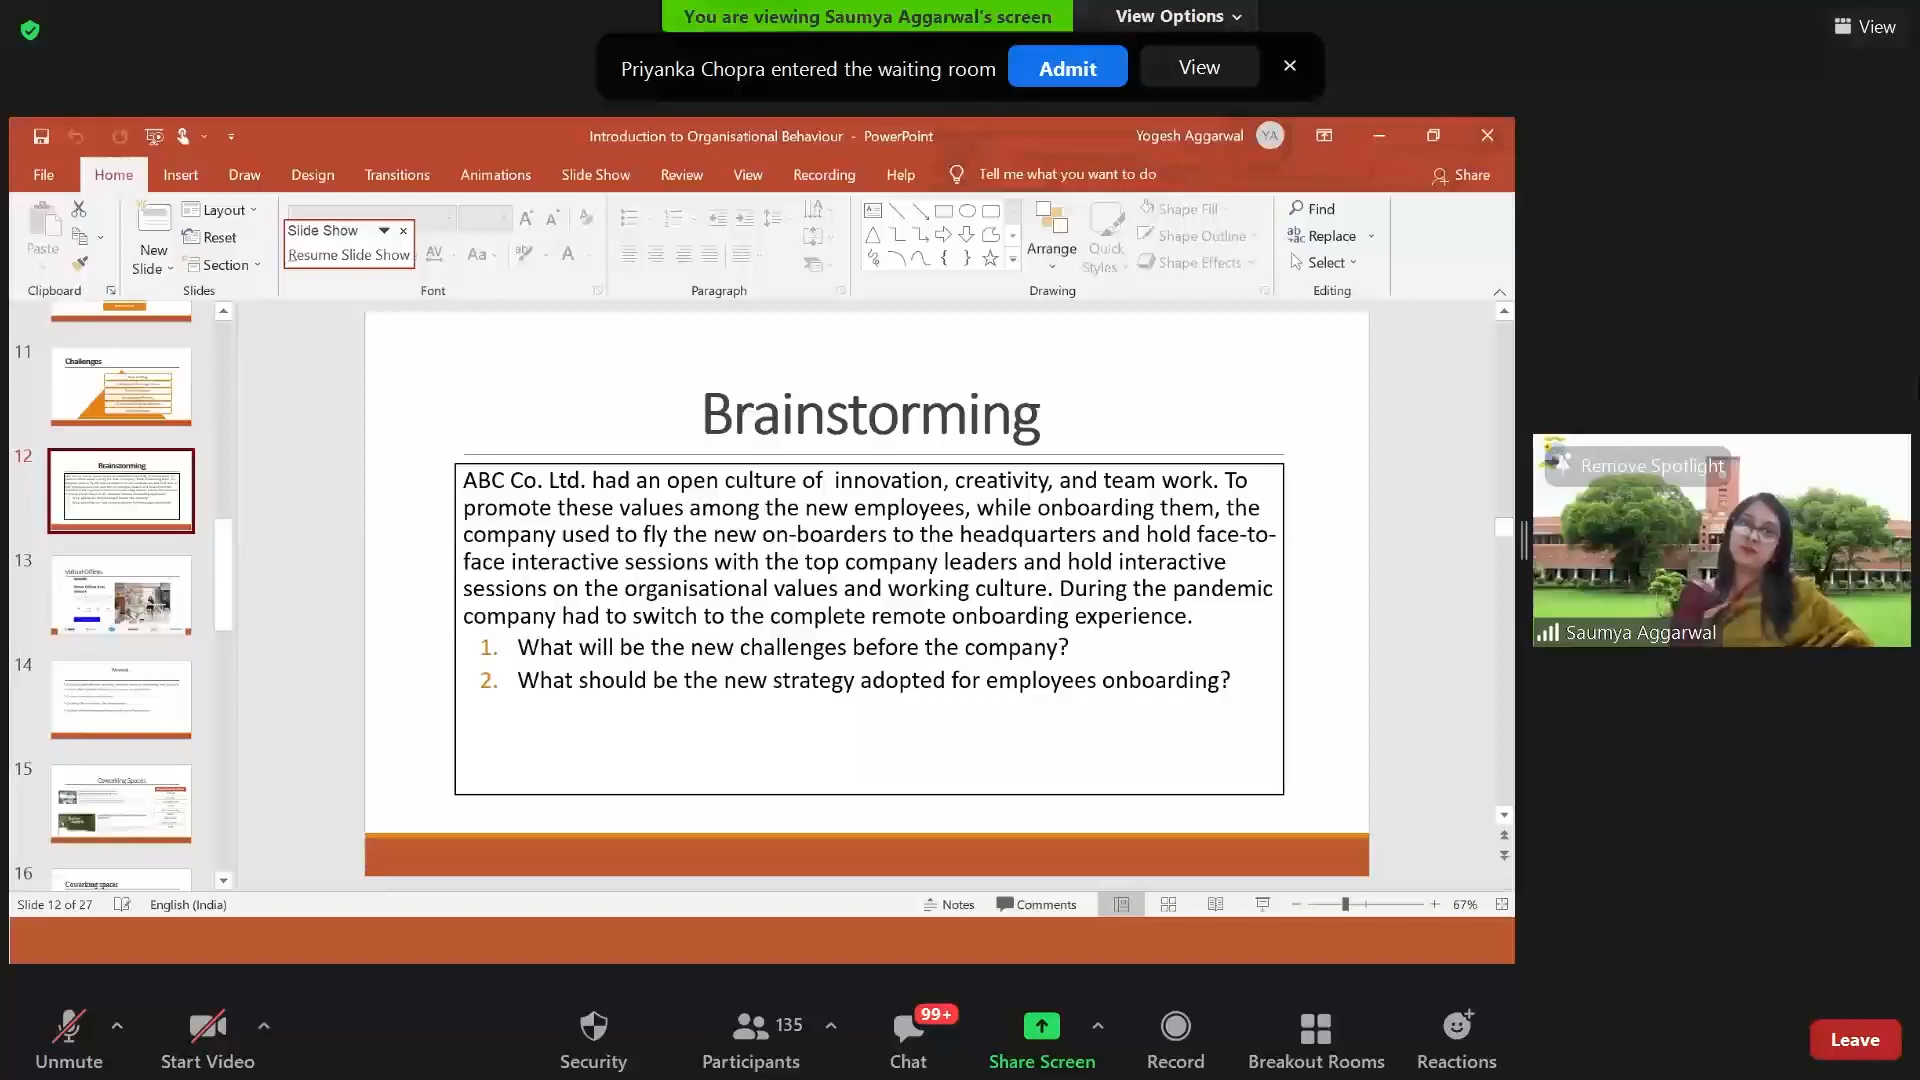 You are viewing Saumya Aggarwal's screen
View Options
View
Priyanka Chopra entered the waiting room
Admit
View
Introduction to Organisational Behaviour - PowerPoint
Yogesh Aggarwal
YA
File
Home
Insert
Draw
Design
Transitions
Animations
Slide Show
Review
View
Recording
Help
Tell me what you want to do
Share
Paste
New
Slide
Layout
Reset
Section
Slide Show
Resume Slide Show
AV
Aa
A
Arrange
Quick
Styles
Shape Fill
Shape Outline
Shape Effects
Find
Replace
Select
Clipboard
Slides
Font
Paragraph
Drawing
Editing
11
Challenges
12
Brainstorming
13
Virtual Offices
14
15
Coworking Spaces
16
Coworking spaces
Brainstorming
ABC Co. Ltd. had an open culture of  innovation, creativity, and team work. To
promote these values among the new employees, while onboarding them, the
company used to fly the new on-boarders to the headquarters and hold face-to-
face interactive sessions with the top company leaders and hold interactive
sessions on the organisational values and working culture. During the pandemic
company had to switch to the complete remote onboarding experience.
1. What will be the new challenges before the company?
2. What should be the new strategy adopted for employees onboarding?
Remove Spotlight
Saumya Aggarwal
Slide 12 of 27
English (India)
Notes
Comments
67%
Unmute
Start Video
Security
135
Participants
99+
Chat
Share Screen
Record
Breakout Rooms
Reactions
Leave